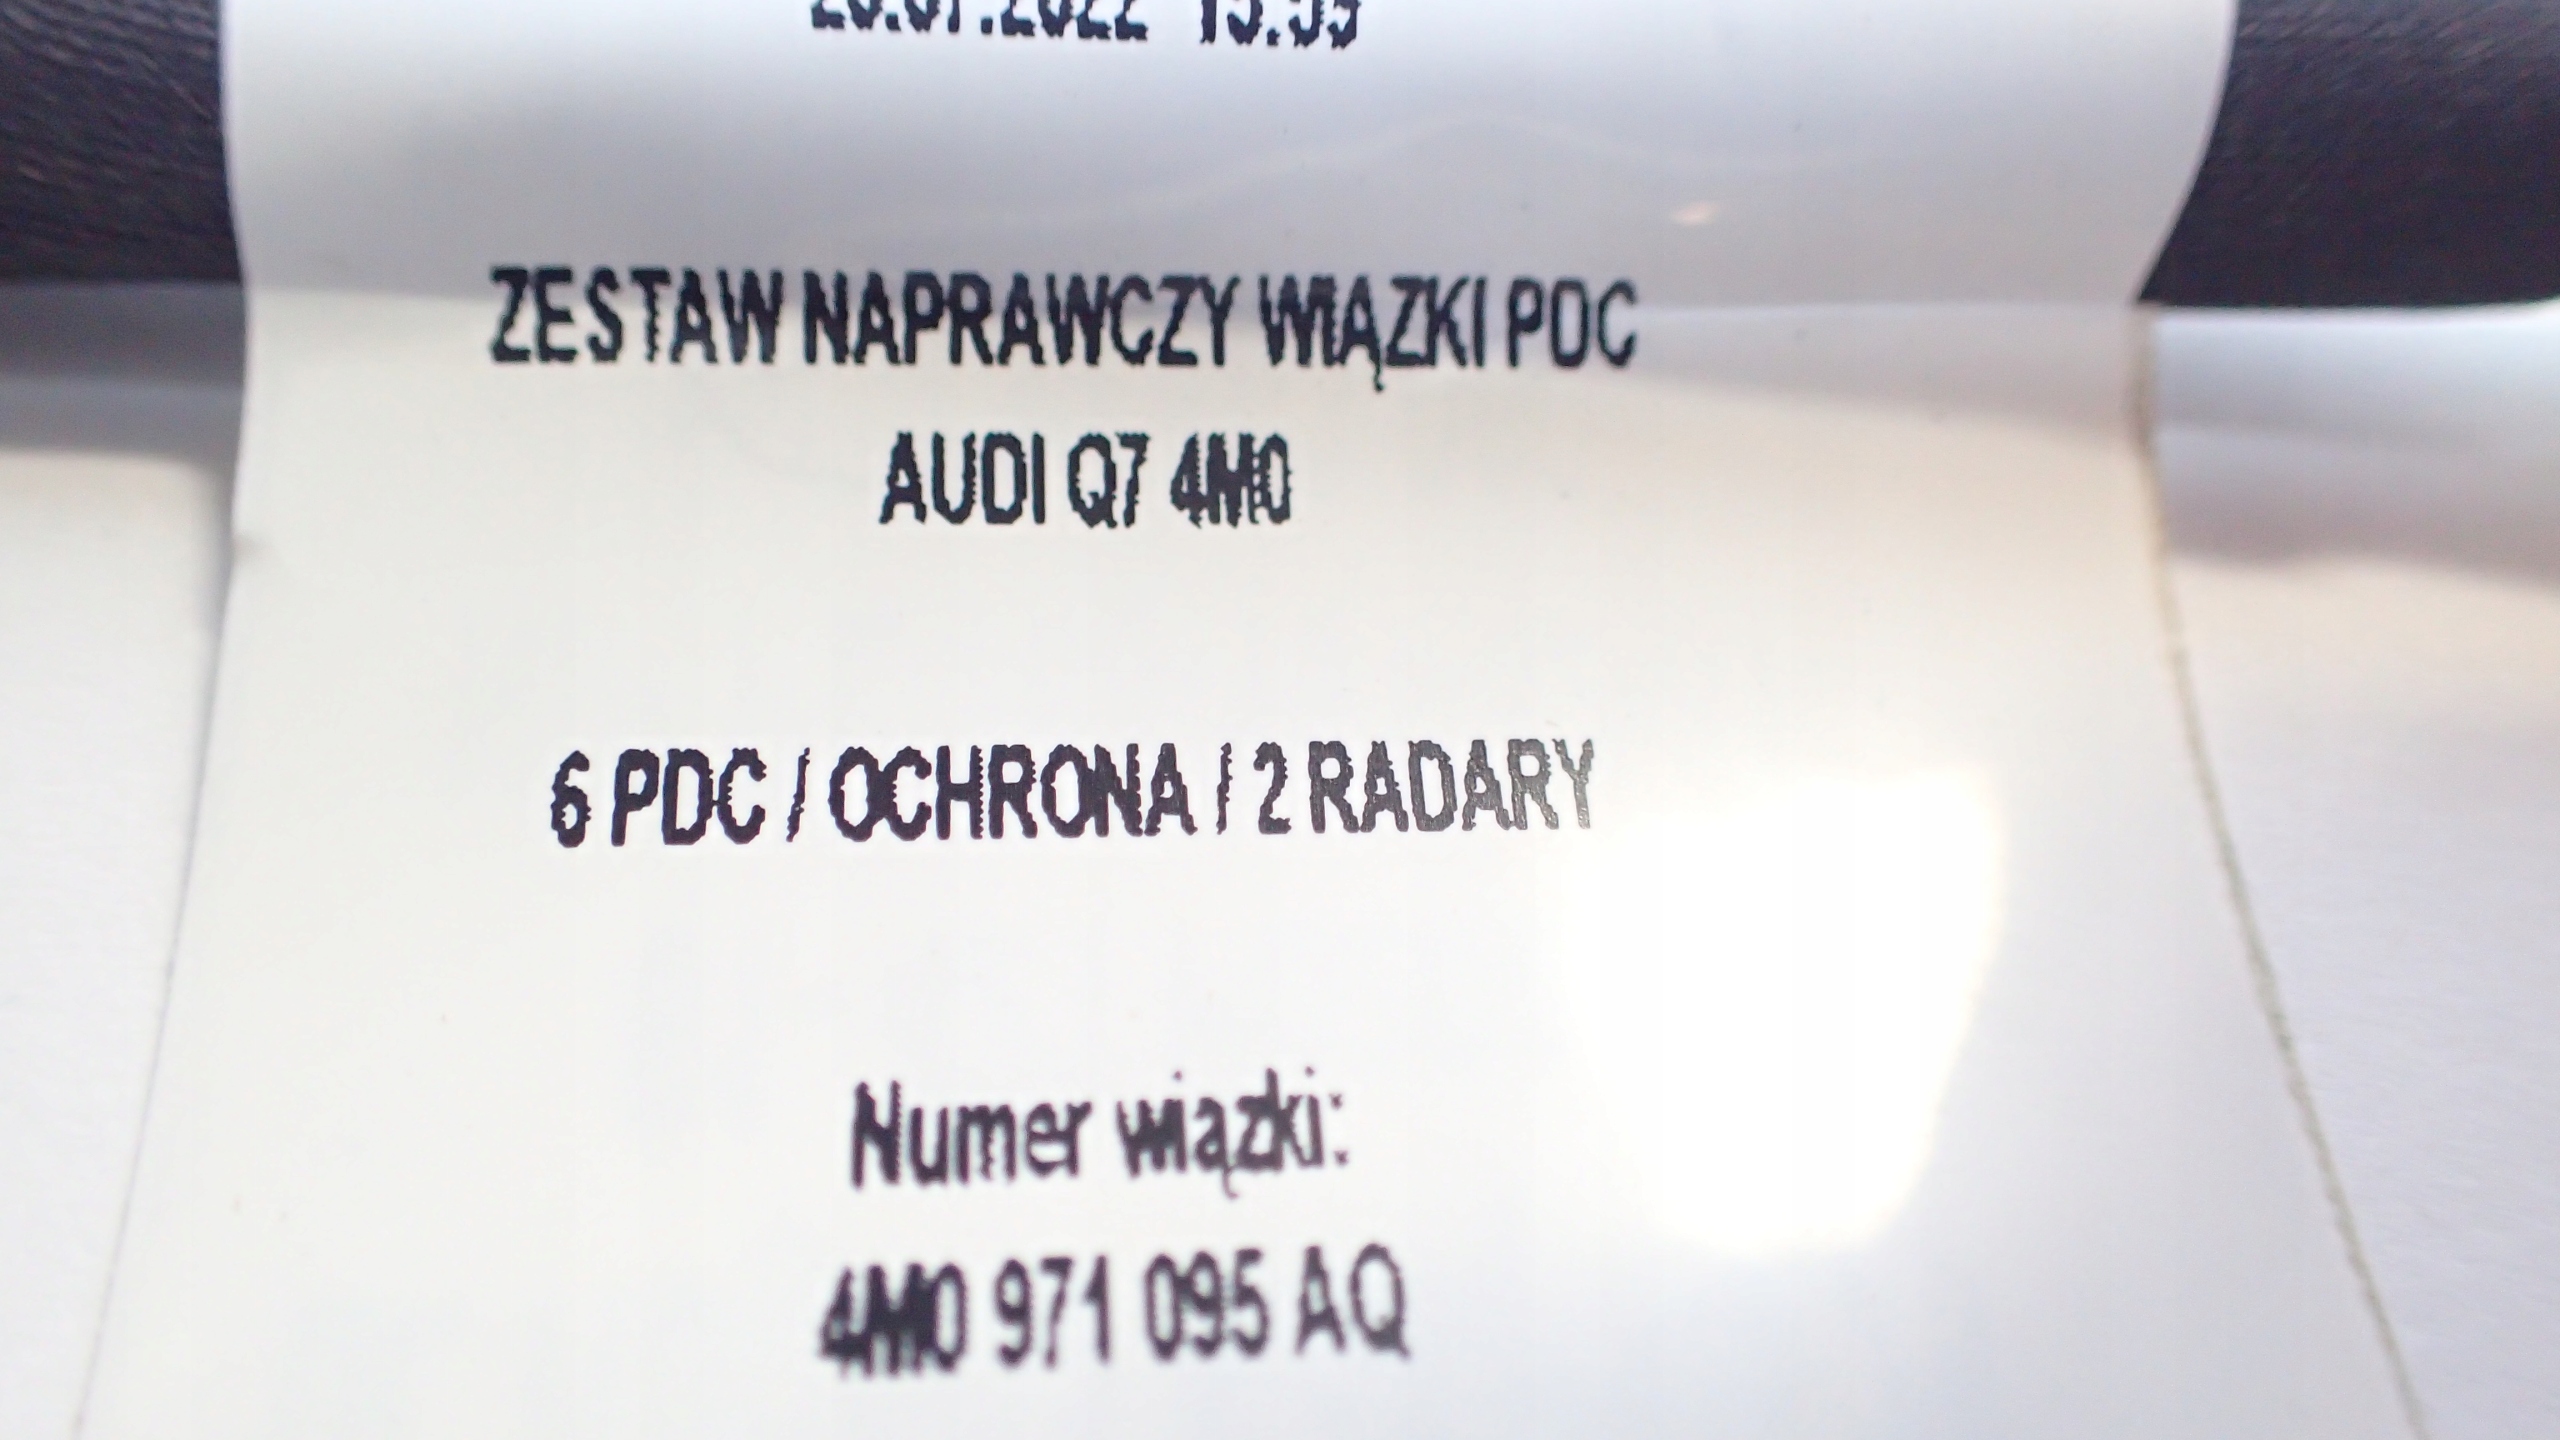 ZESTAW NAPRAWCZY WIĄZKI PDC
AUDI Q7 4M0
6 PDC / OCHRONA / 2 RADARY
Numer wiązki:
4M0 971 095 AQ